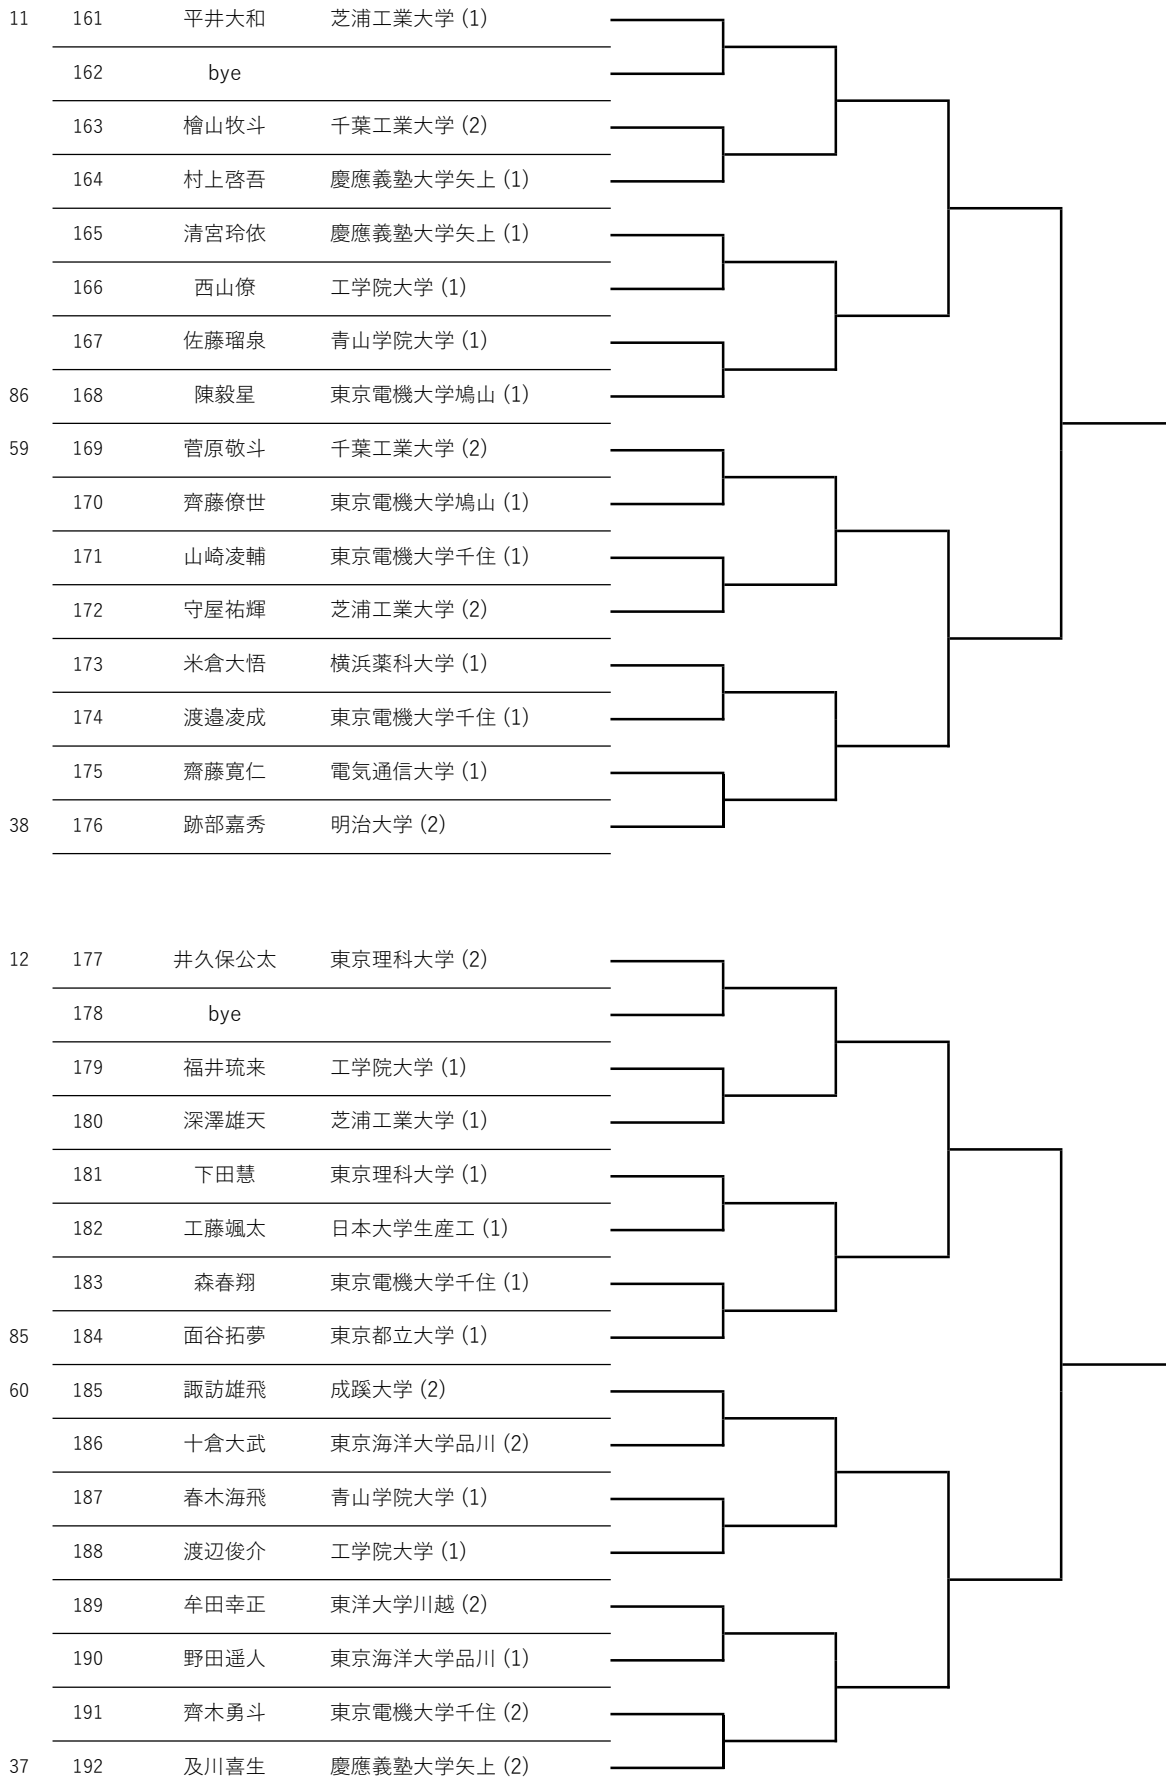 11 161 平井大和 芝浦工業大学 (1)
162 bye
163 檜山牧斗 千葉工業大学 (2)
164 村上啓吾 慶應義塾大学矢上 (1)
165 清宮玲依 慶應義塾大学矢上 (1)
166 西山僚 工学院大学 (1)
167 佐藤瑠泉 青山学院大学 (1)
86 168 陳毅星 東京電機大学鳩山 (1)
59 169 菅原敬斗 千葉工業大学 (2)
170 齊藤僚世 東京電機大学鳩山 (1)
171 山崎凌輔 東京電機大学千住 (1)
172 守屋祐輝 芝浦工業大学 (2)
173 米倉大悟 横浜薬科大学 (1)
174 渡邉凌成 東京電機大学千住 (1)
175 齋藤寛仁 電気通信大学 (1)
38 176 跡部嘉秀 明治大学 (2)
12 177 井久保公太 東京理科大学 (2)
178 bye
179 福井琉来 工学院大学 (1)
180 深澤雄天 芝浦工業大学 (1)
181 下田慧 東京理科大学 (1)
182 工藤颯太 日本大学生産工 (1)
183 森春翔 東京電機大学千住 (1)
85 184 面谷拓夢 東京都立大学 (1)
60 185 諏訪雄飛 成蹊大学 (2)
186 十倉大武 東京海洋大学品川 (2)
187 春木海飛 青山学院大学 (1)
188 渡辺俊介 工学院大学 (1)
189 牟田幸正 東洋大学川越 (2)
190 野田遥人 東京海洋大学品川 (1)
191 齊木勇斗 東京電機大学千住 (2)
37 192 及川喜生 慶應義塾大学矢上 (2)